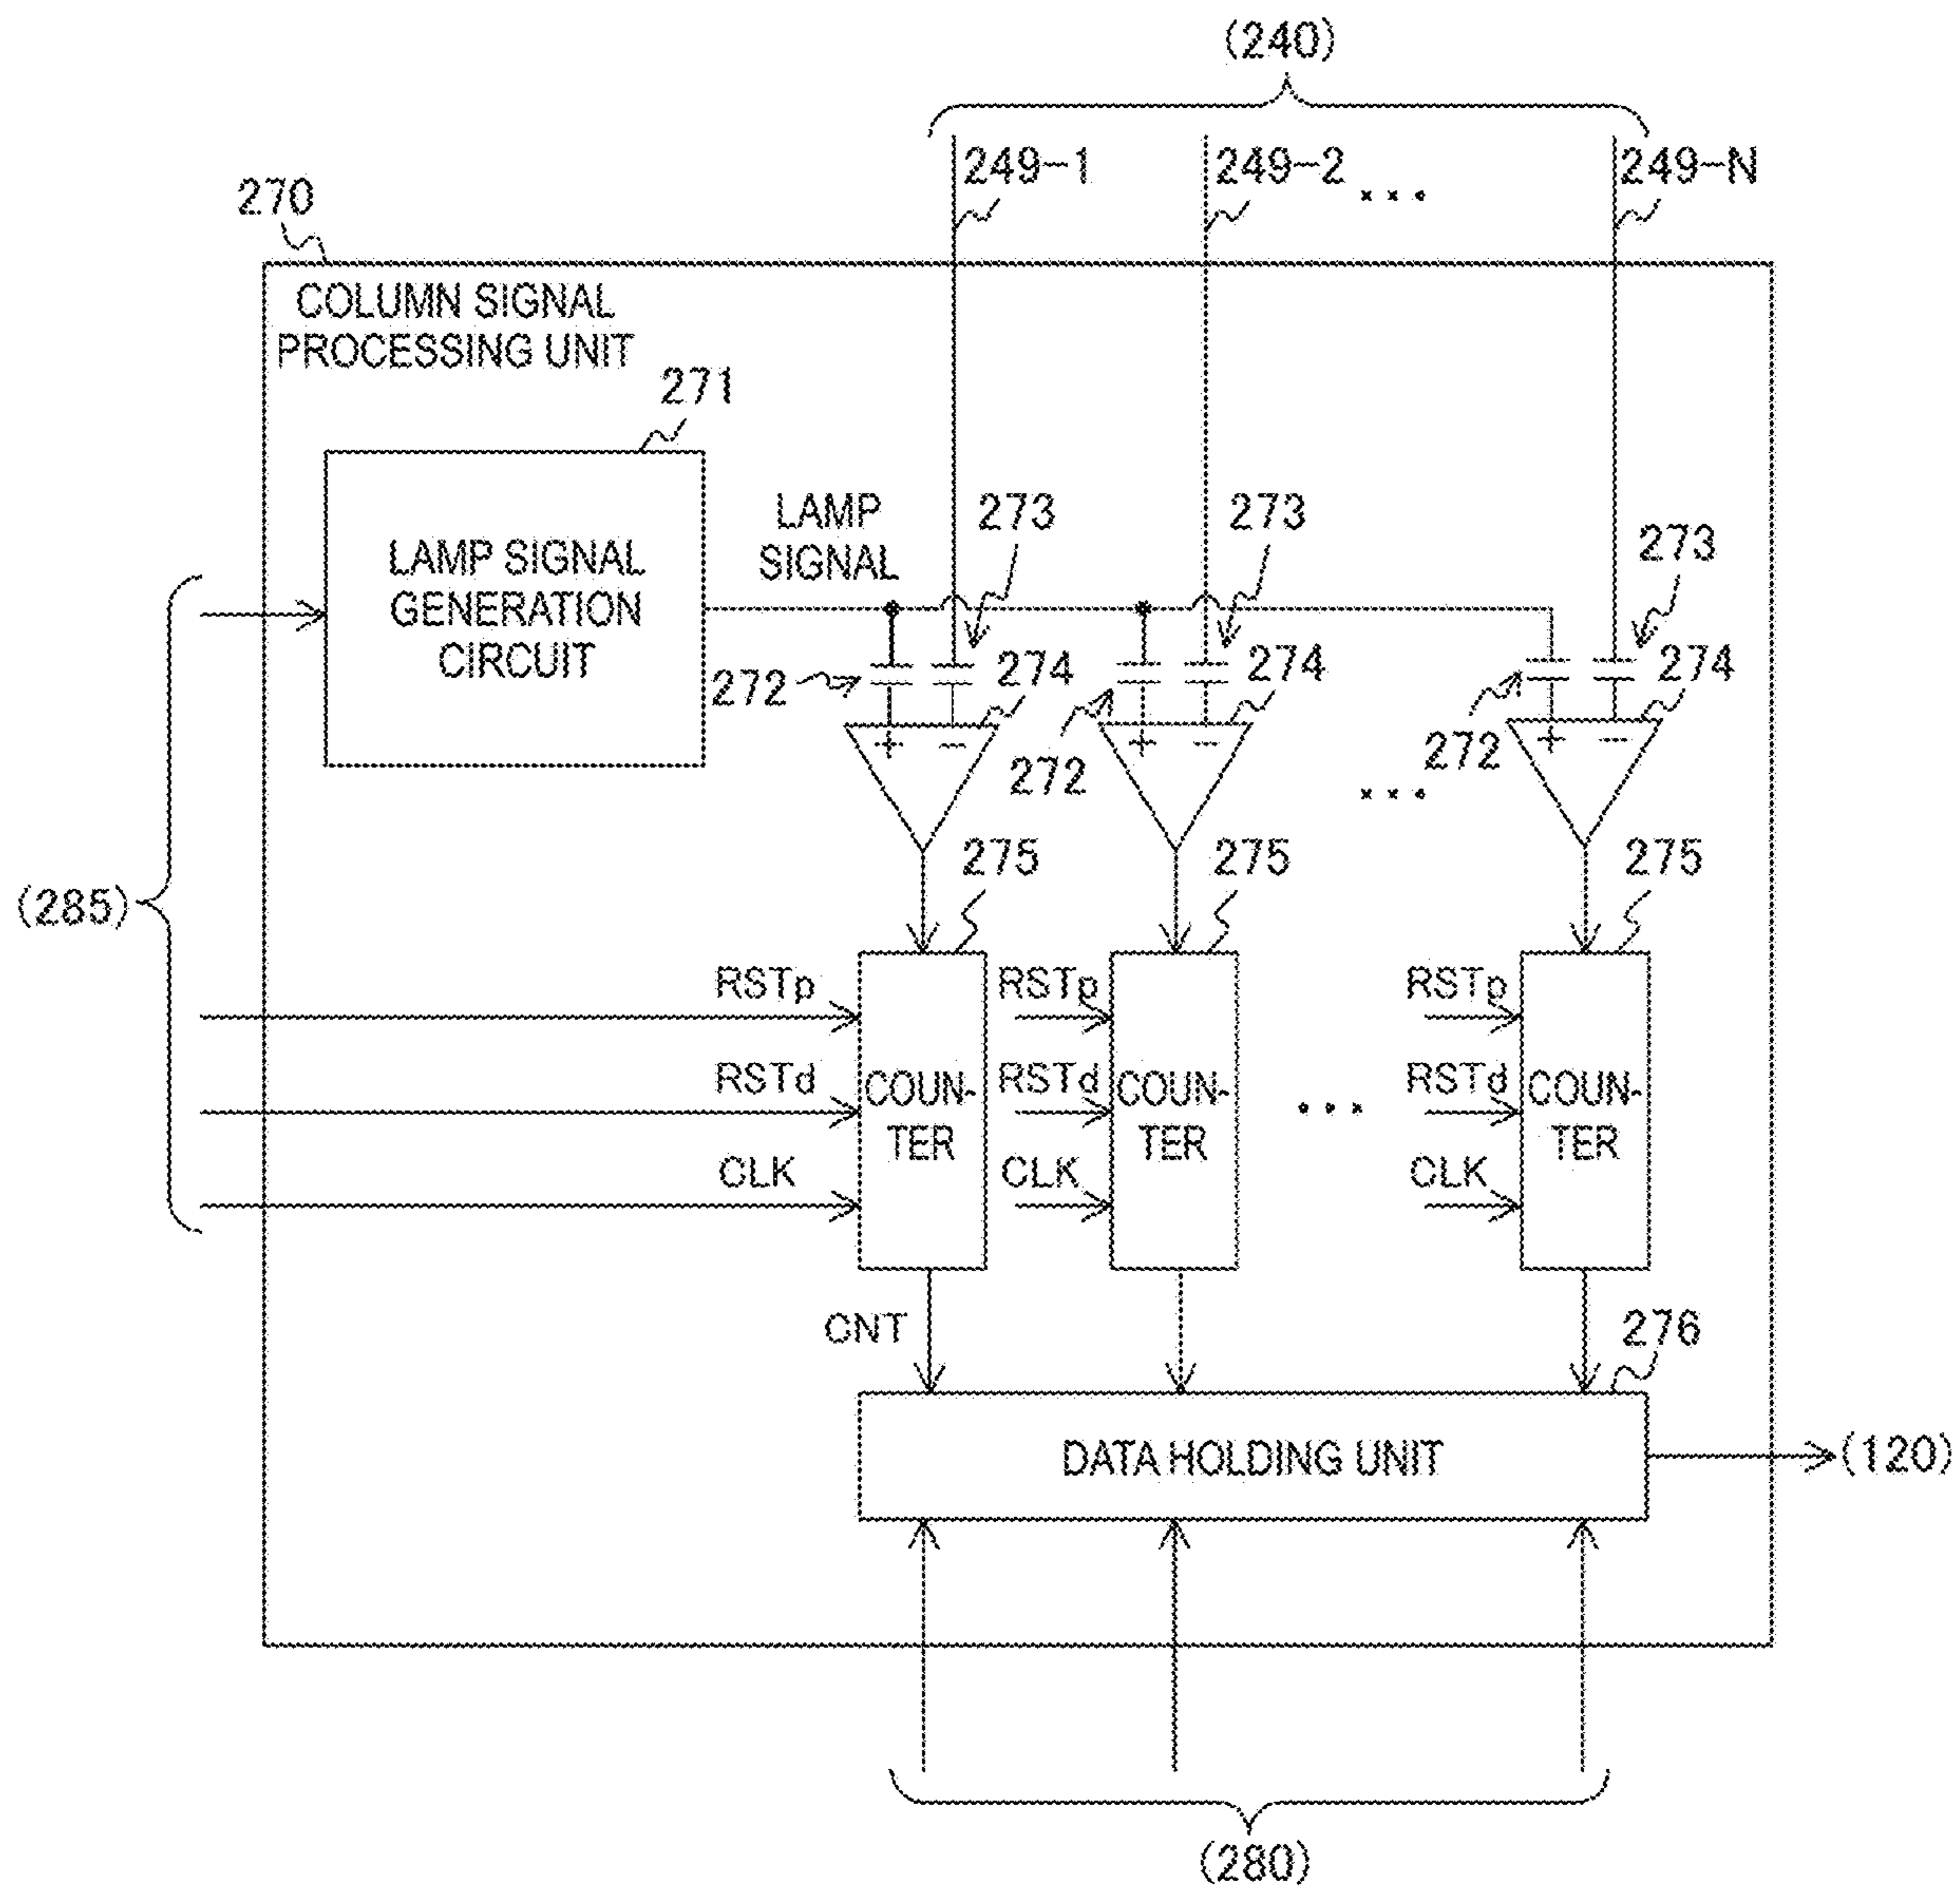 (240)
249-1
249-2
...
249-N
270
COLUMN SIGNAL
PROCESSING UNIT
271
LAMP SIGNAL
GENERATION
CIRCUIT
LAMP
SIGNAL
273
273
273
272
274
272
274
272
274
...
(285)
275
275
275
RSTp
RSTd
CLK
COUN-
TER
RSTp
RSTd
CLK
COUN-
TER
...
RSTp
RSTd
CLK
COUN-
TER
CNT
276
DATA HOLDING UNIT
(120)
(280)